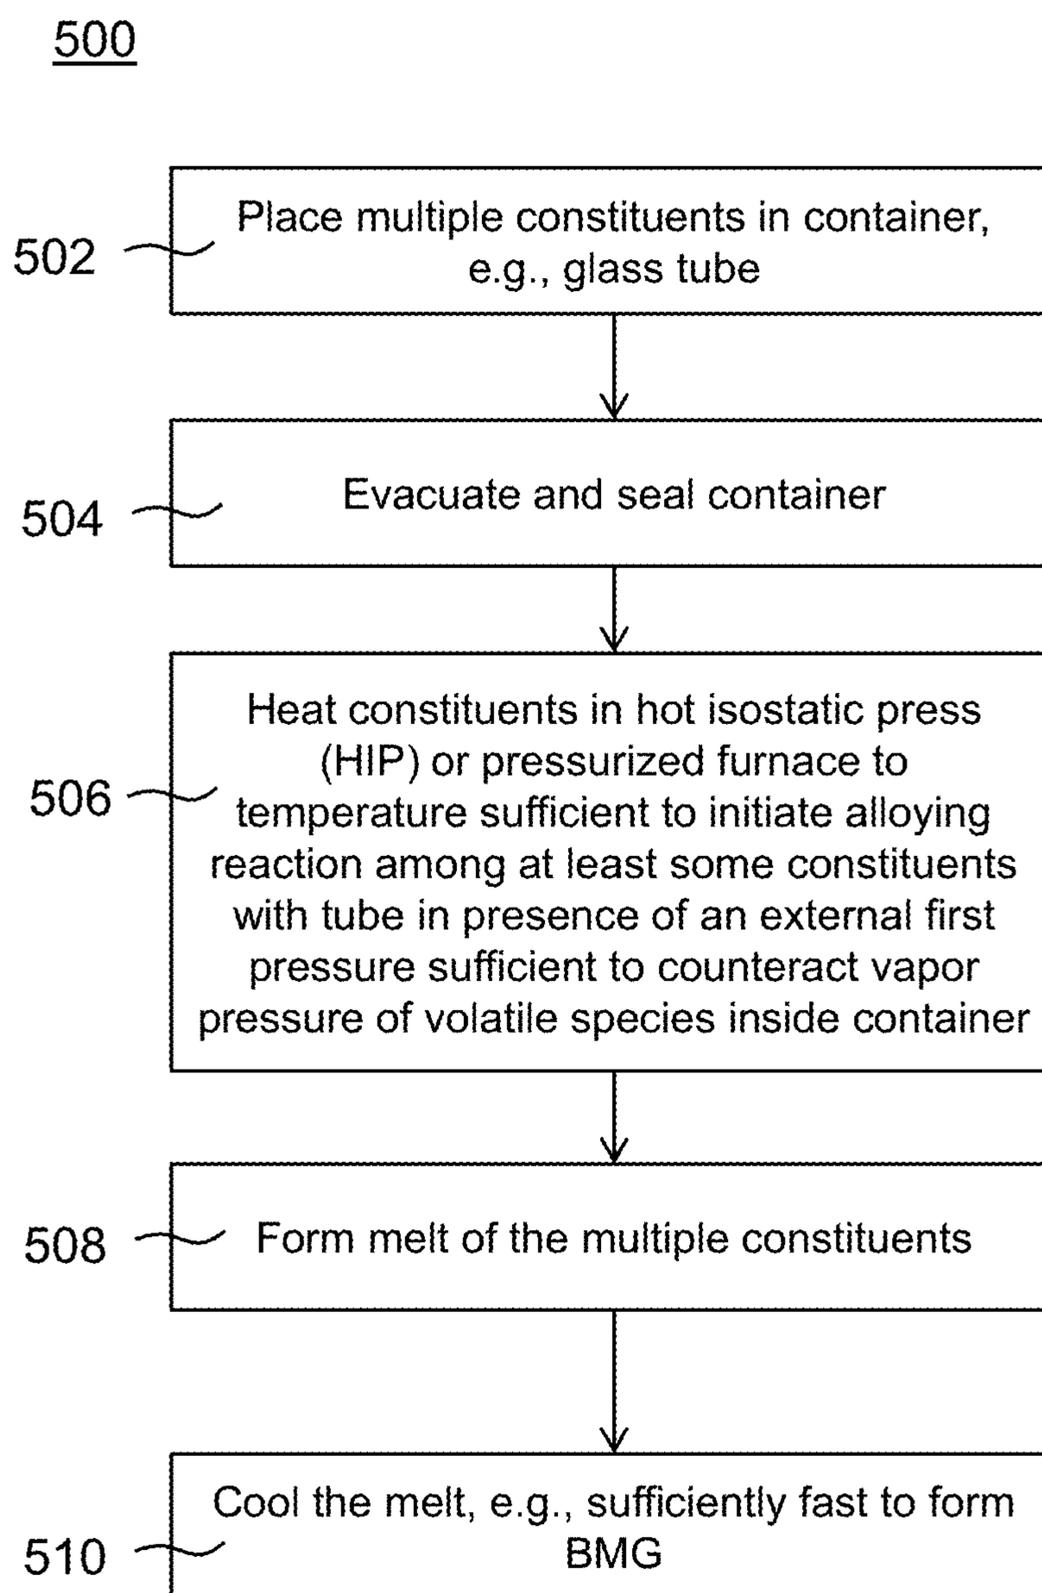 500
502
Place multiple constituents in container,
e.g., glass tube
504
Evacuate and seal container
506
Heat constituents in hot isostatic press
(HIP) or pressurized furnace to
temperature sufficient to initiate alloying
reaction among at least some constituents
with tube in presence of an external first
pressure sufficient to counteract vapor
pressure of volatile species inside container
508
Form melt of the multiple constituents
510
Cool the melt, e.g., sufficiently fast to form
BMG